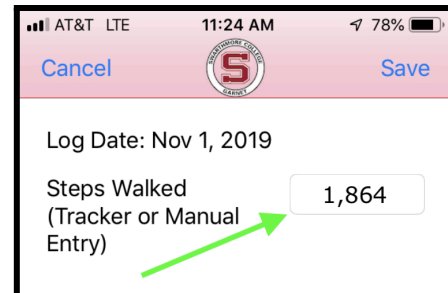 AT&T LTE 11:24 AM 78%
Cancel SWARTHMORE COLLEGE S GARNET Save
Log Date: Nov 1, 2019
Steps Walked 1,864
(Tracker or Manual
Entry)